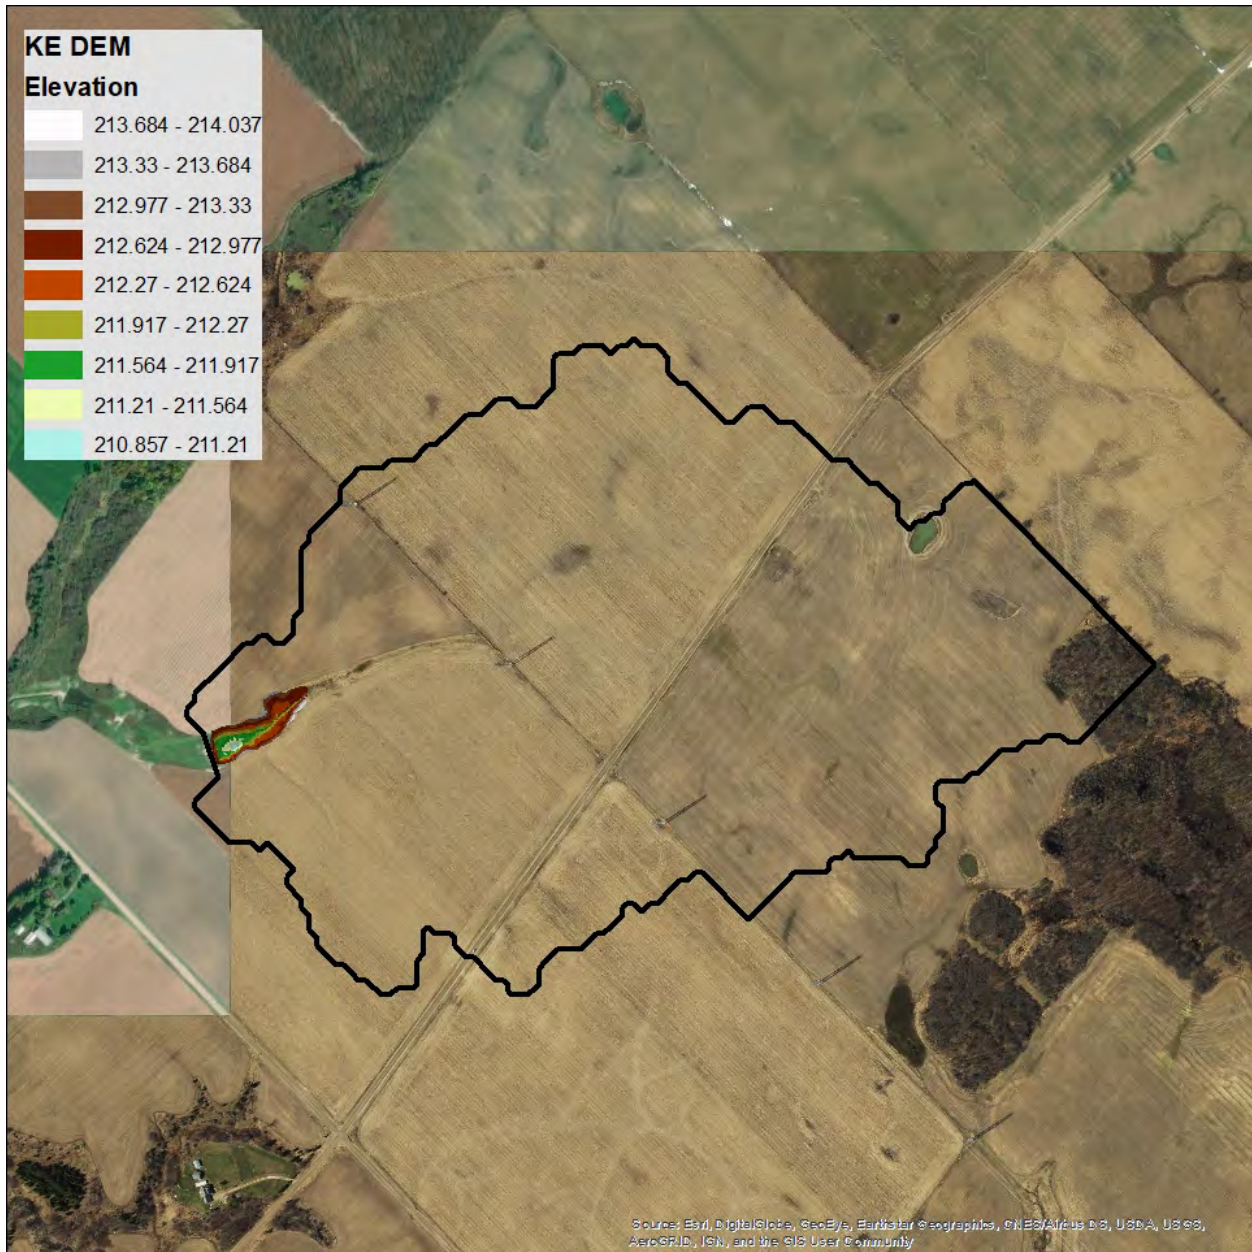 KE DEM
Elevation
213.684 - 214.037
213.33 - 213.684
212.977 - 213.33
212.624 - 212.977
212.27 - 212.624
211.917 - 212.27
211.564 - 211.917
211.21 - 211.564
210.857 - 211.21
Source: Esri, DigitalGlobe, GeoEye, Earthstar Geographics, CNES/Airbus DS, USDA, USGS,
AeroGRID, IGN, and the GIS User Community